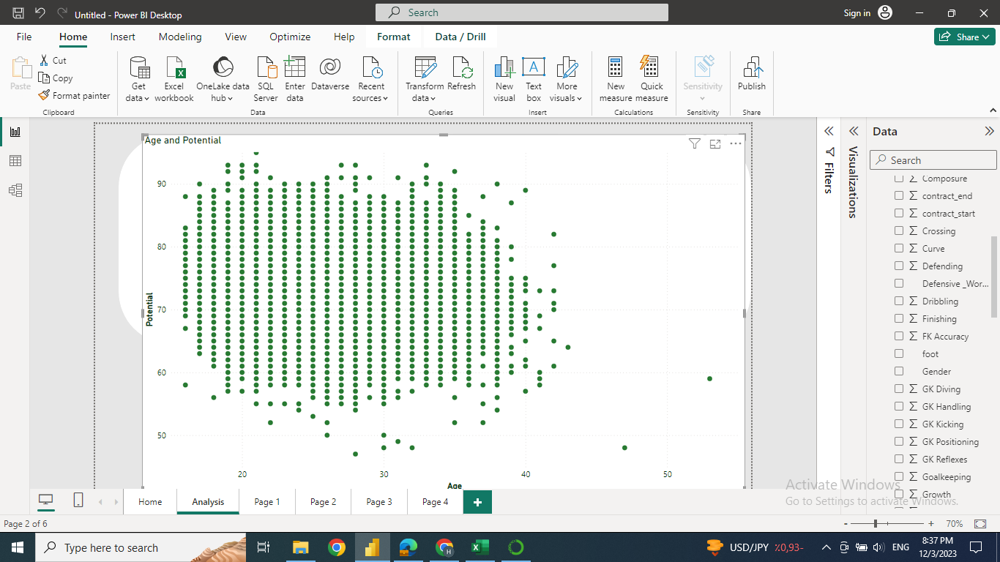 Untitled - Power BI Desktop
Search
Sign in
File Home Insert Modeling View Optimize Help Format Data / Drill
Share
Paste
Cut
Copy
Format painter
Clipboard
Get data
Excel workbook
OneLake data hub
SQL Server
Enter data
Dataverse
Recent sources
Data
Transform data
Refresh
Queries
New visual
Text box
More visuals
Insert
New measure
Quick measure
Calculations
Sensitivity
Sensitivity
Publish
Share
Age and Potential
90
80
70
60
50
Potential
20 30 40 50
Age
Filters
Visualizations
Data
Search
Composure
contract_end
contract_start
Crossing
Curve
Defending
Defensive _Wor...
Dribbling
Finishing
FK Accuracy
foot
Gender
GK Diving
GK Handling
GK Kicking
GK Positioning
GK Reflexes
Goalkeeping
Growth
Activate Windows
Go to Settings to activate Windows.
Home Analysis Page 1 Page 2 Page 3 Page 4
Page 2 of 6
- + 70%
Type here to search
USD/JPY ٪0,93-
ENG
8:37 PM
12/3/2023